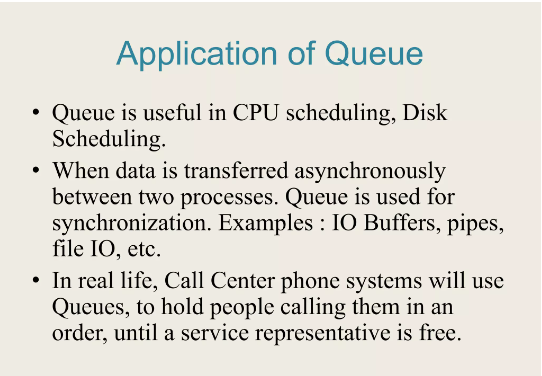 Application of Queue
• Queue is useful in CPU scheduling, Disk
Scheduling.
• When data is transferred asynchronously
between two processes. Queue is used for
synchronization. Examples : IO Buffers, pipes,
file IO, etc.
• In real life, Call Center phone systems will use
Queues, to hold people calling them in an
order, until a service representative is free.